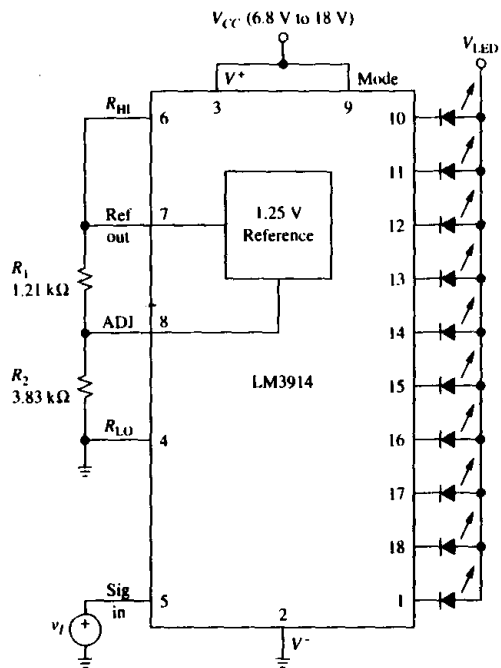 V_CC (6.8 V to 18 V)
V_LED
V⁺
Mode
3
9
R_HI
6
10
11
Ref
out
7
1.25 V
Reference
12
R₁
1.21 kΩ
13
ADJ
8
14
R₂
3.83 kΩ
LM3914
15
R_LO
4
16
17
18
Sig
in
5
1
v_I
2
V⁻